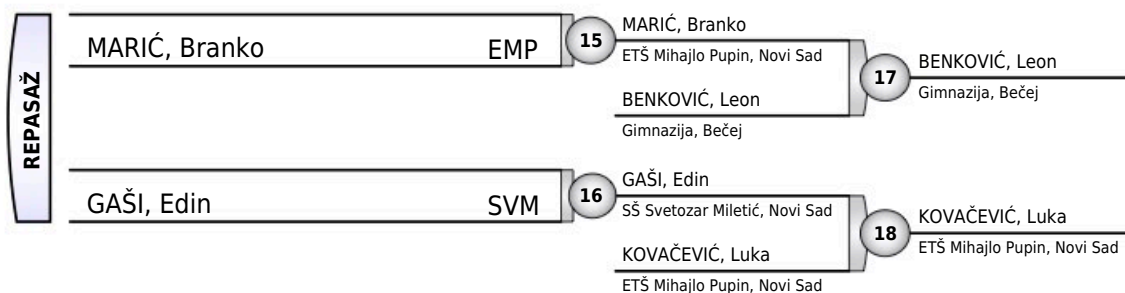 REPASAŽ
MARIĆ, Branko EMP
15
MARIĆ, Branko
ETŠ Mihajlo Pupin, Novi Sad
BENKOVIĆ, Leon
Gimnazija, Bečej
17
BENKOVIĆ, Leon
Gimnazija, Bečej
GAŠI, Edin SVM
16
GAŠI, Edin
SŠ Svetozar Miletić, Novi Sad
KOVAČEVIĆ, Luka
ETŠ Mihajlo Pupin, Novi Sad
18
KOVAČEVIĆ, Luka
ETŠ Mihajlo Pupin, Novi Sad